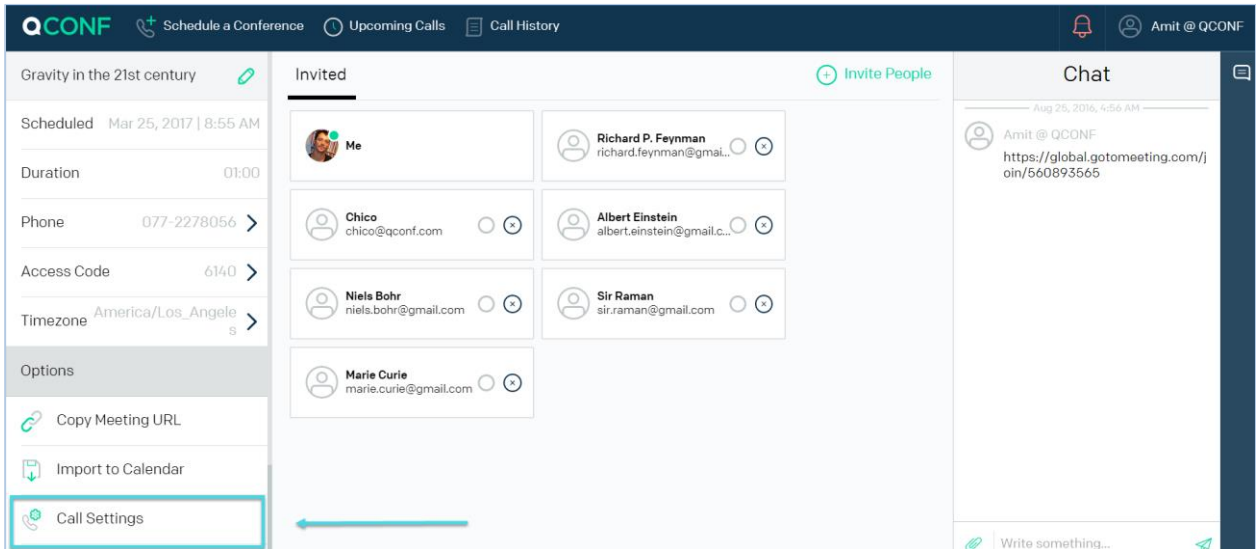 QCONF
Schedule a Conference
Upcoming Calls
Call History
Amit @ QCONF
Gravity in the 21st century
Scheduled Mar 25, 2017 | 8:55 AM
Duration 01:00
Phone 077-2278056
Access Code 6140
Timezone America/Los_Angele
s
Options
Copy Meeting URL
Import to Calendar
Call Settings
Invited
Invite People
Me
Richard P. Feynman
richard.feynman@gmai...
Chico
chico@qconf.com
Albert Einstein
albert.einstein@gmail.c...
Niels Bohr
niels.bohr@gmail.com
Sir Raman
sir.raman@gmail.com
Marie Curie
marie.curie@gmail.com
Chat
Aug 25, 2016, 4:56 AM
Amit @ QCONF
https://global.gotomeeting.com/j
oin/560893565
Write something...